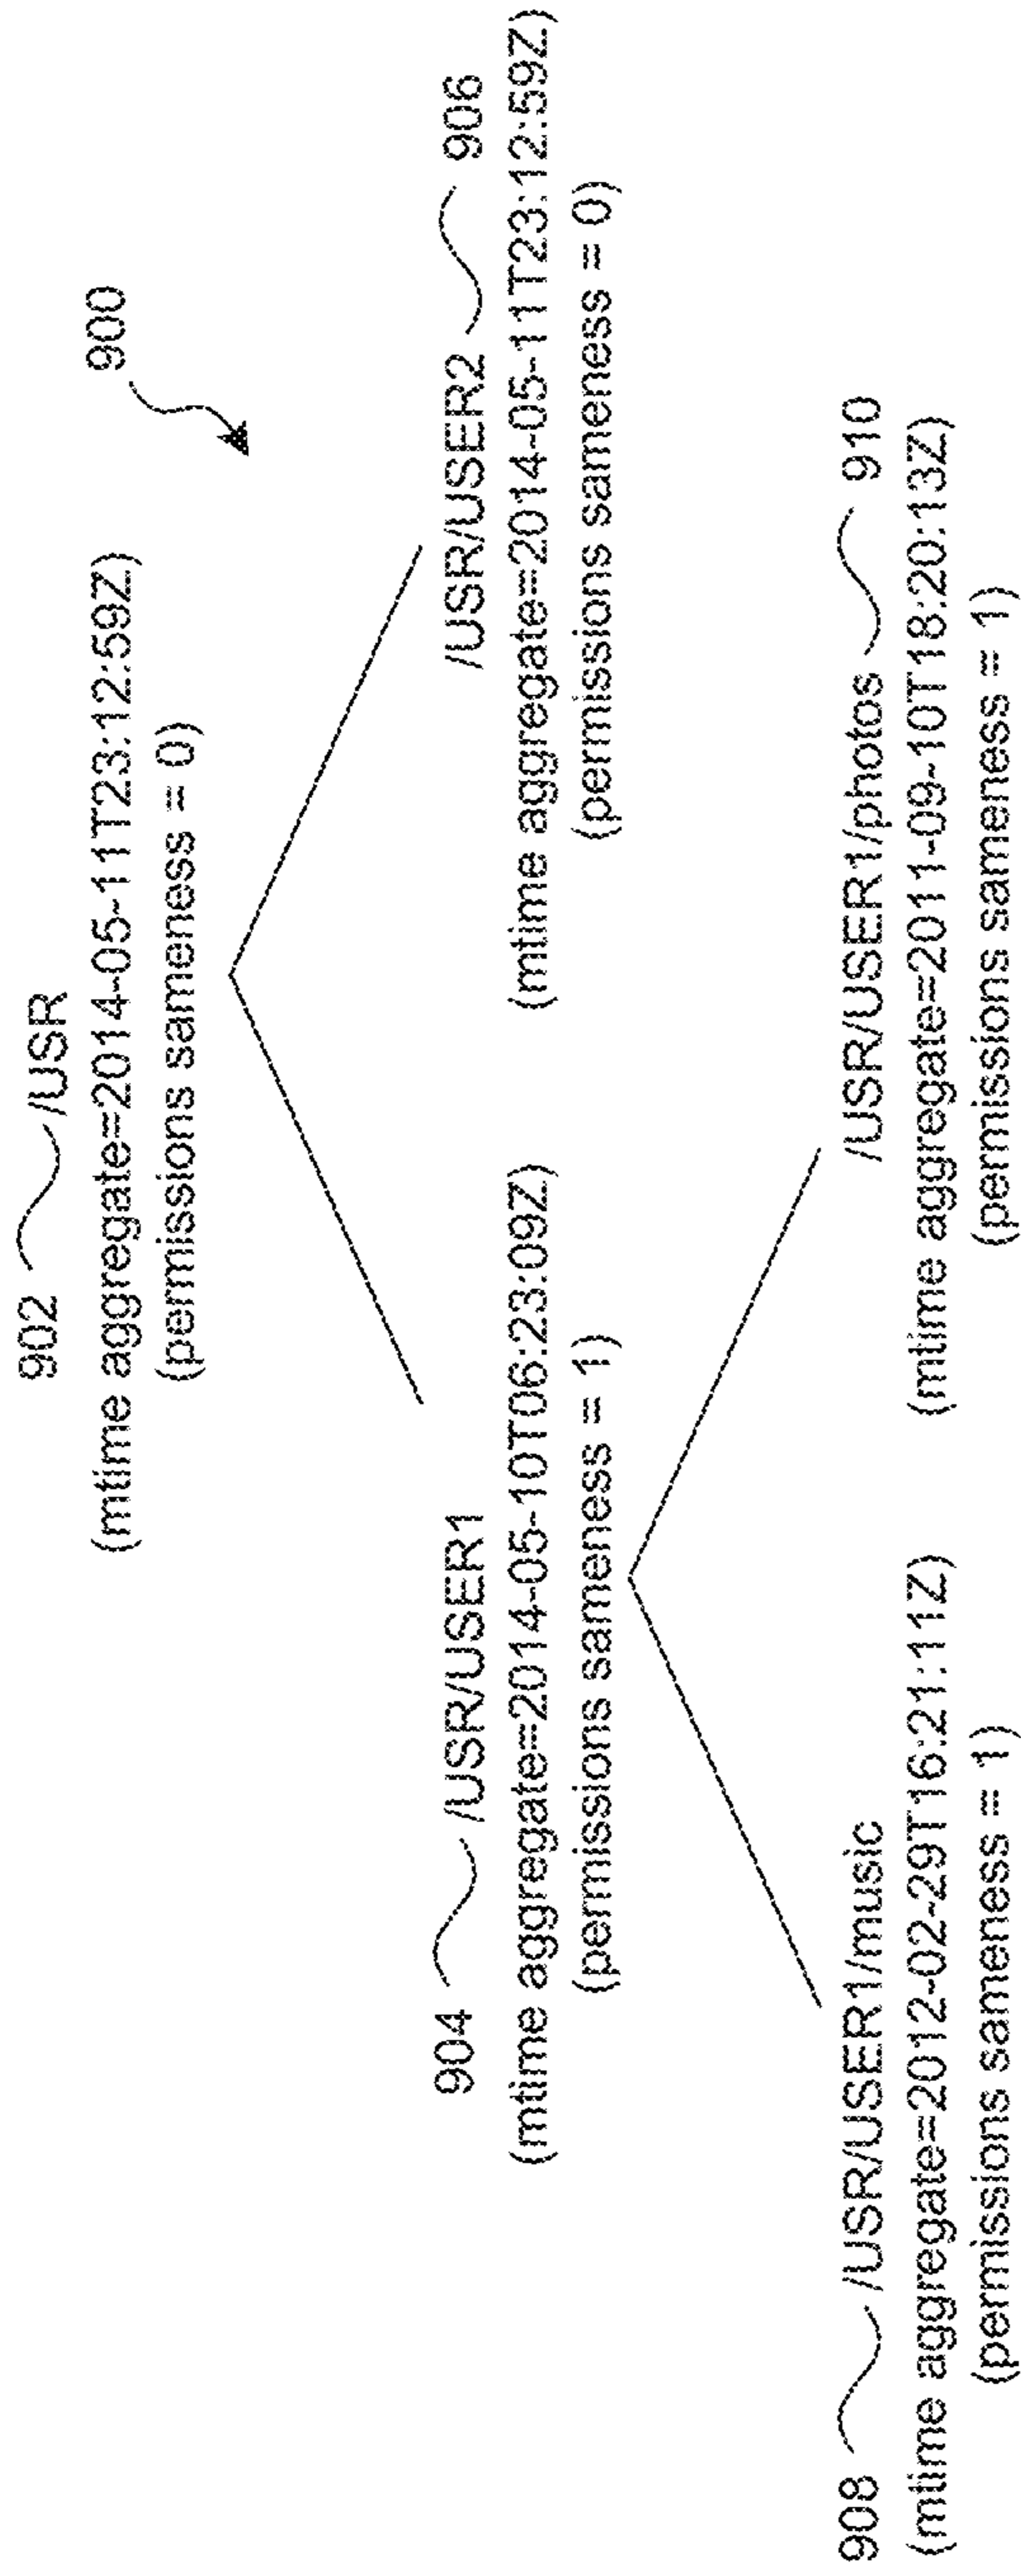 900
902 /USR
(mtime aggregate=2014-05-11T23:12:59Z)
(permissions sameness = 0)
904 /USR/USER1
(mtime aggregate=2014-05-10T06:23:09Z)
(permissions sameness = 1)
/USR/USER2 906
(mtime aggregate=2014-05-11T23:12:59Z)
(permissions sameness = 0)
908 /USR/USER1/music
(mtime aggregate=2012-02-29T16:21:11Z)
(permissions sameness = 1)
/USR/USER1/photos 910
(mtime aggregate=2011-09-10T18:20:13Z)
(permissions sameness = 1)